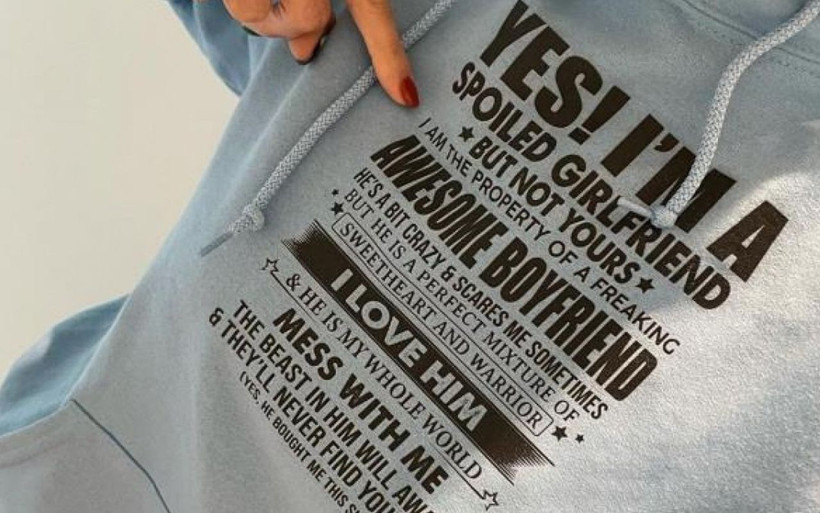 YES! I'M A
SPOILED GIRLFRIEND
BUT NOT YOURS
I AM THE PROPERTY OF A FREAKING
AWESOME BOYFRIEND
HE'S A BIT CRAZY & SCARES ME SOMETIMES
BUT HE IS A PERFECT MIXTURE OF
SWEETHEART AND WARRIOR
I LOVE HIM
& HE IS MY WHOLE WORLD
MESS WITH ME
THE BEAST IN HIM WILL
& THEY'LL NEVER FIND
(YES, HE BOUGHT ME THIS